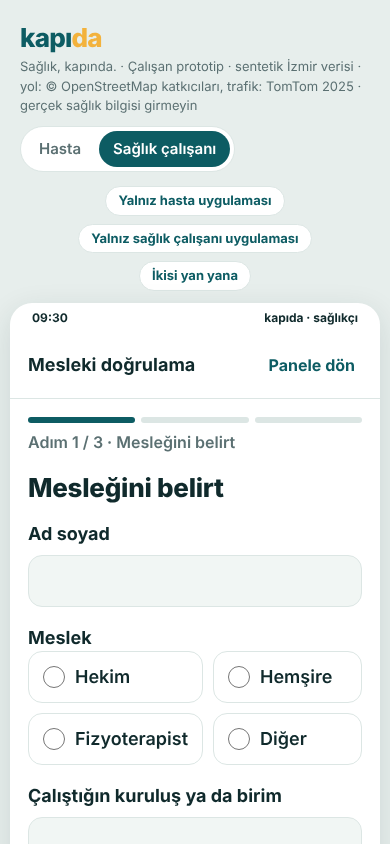 kapıda
Sağlık, kapında. · Çalışan prototip · sentetik İzmir verisi ·
yol: © OpenStreetMap katkıcıları, trafik: TomTom 2025 ·
gerçek sağlık bilgisi girmeyin
Hasta Sağlık çalışanı
Yalnız hasta uygulaması
Yalnız sağlık çalışanı uygulaması
İkisi yan yana
09:30 kapıda · sağlıkçı
Mesleki doğrulama Panele dön
Adım 1 / 3 · Mesleğini belirt
Mesleğini belirt
Ad soyad
Meslek
Hekim Hemşire
Fizyoterapist Diğer
Çalıştığın kuruluş ya da birim